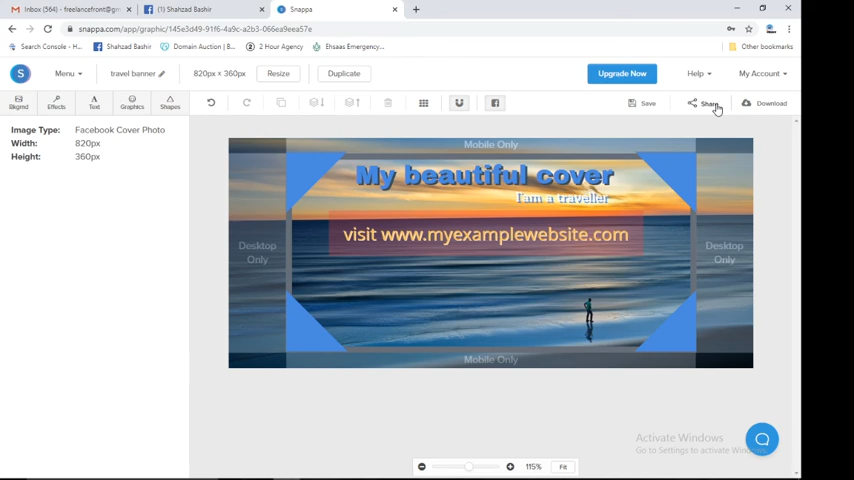 Inbox (564) - freelancefront@gm
(1) Shahzad Bashir
Snappa
snappa.com/app/graphic/145e3d49-91f6-4a9c-a2b3-066ea9eea57e
Search Console - H...
Shahzad Bashir
Domain Auction | B...
2 Hour Agency
Ehsaas Emergency...
Other bookmarks
S
Menu
travel banner
820px x 360px
Resize
Duplicate
Upgrade Now
Help
My Account
Bkgrnd
Effects
Text
Graphics
Shapes
Save
Share
Download
Image Type: Facebook Cover Photo
Width: 820px
Height: 360px
Mobile Only
My beautiful cover
I'am a traveller
visit www.myexamplewebsite.com
Desktop
Only
Desktop
Only
Mobile Only
Activate Windows
Go to Settings to activate Windows.
115%
Fit